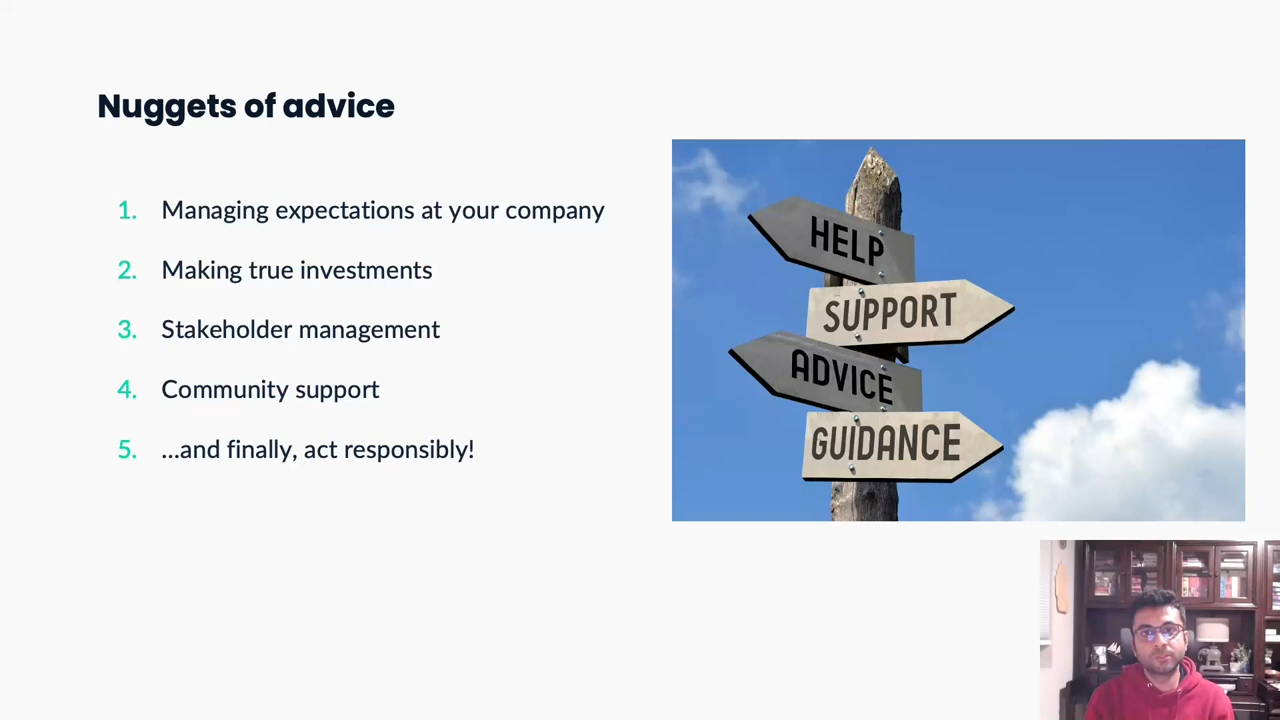 Nuggets of advice
1. Managing expectations at your company
2. Making true investments
3. Stakeholder management
4. Community support
5. ...and finally, act responsibly!
HELP
SUPPORT
ADVICE
GUIDANCE